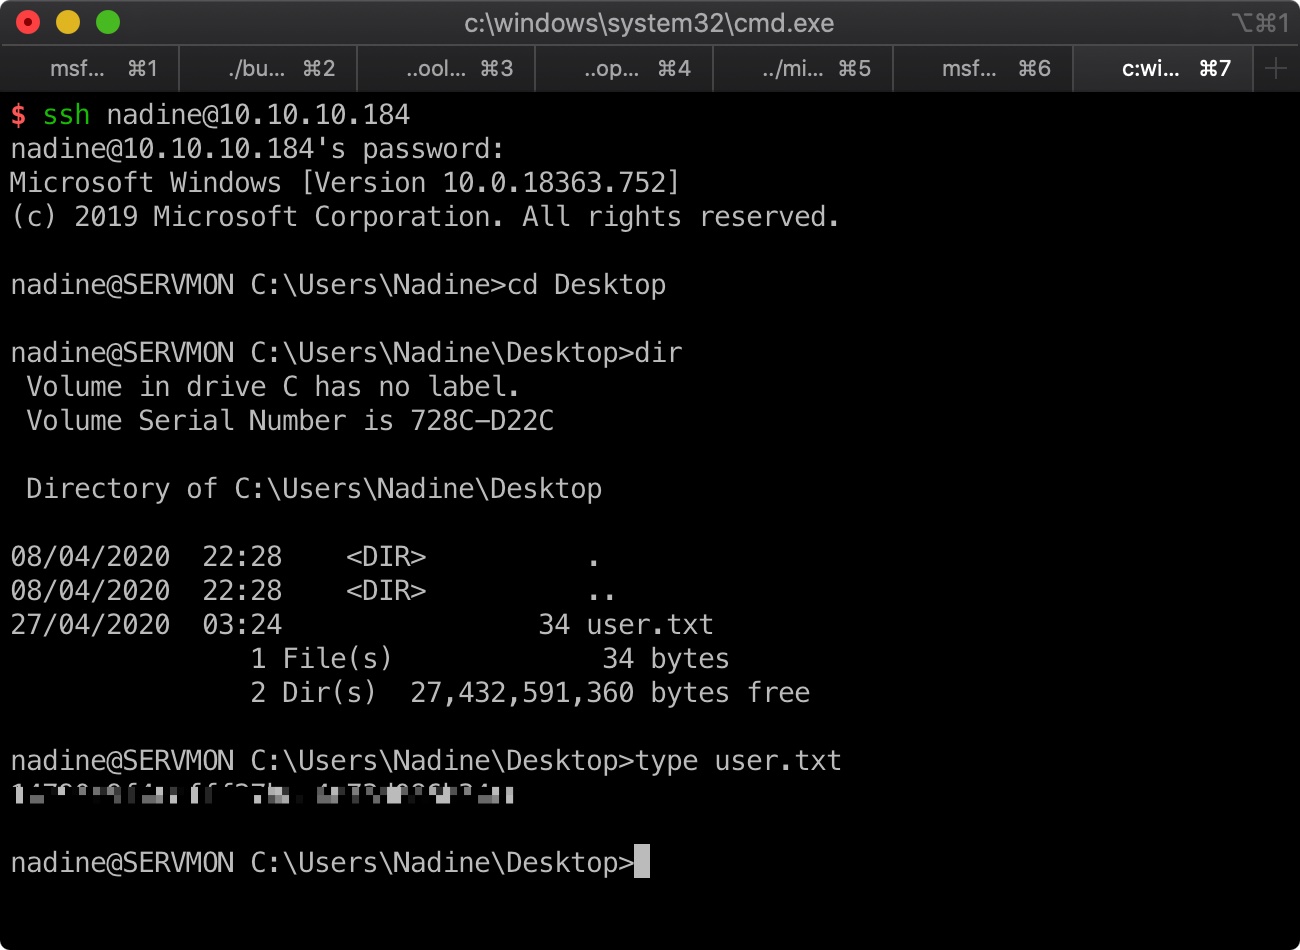 c:\windows\system32\cmd.exe
⌥⌘1
msf... ⌘1
./bu... ⌘2
..ool... ⌘3
..op... ⌘4
../mi... ⌘5
msf... ⌘6
c:wi... ⌘7
$ ssh nadine@10.10.10.184
nadine@10.10.10.184's password:
Microsoft Windows [Version 10.0.18363.752]
(c) 2019 Microsoft Corporation. All rights reserved.
nadine@SERVMON C:\Users\Nadine>cd Desktop
nadine@SERVMON C:\Users\Nadine\Desktop>dir
Volume in drive C has no label.
Volume Serial Number is 728C-D22C
Directory of C:\Users\Nadine\Desktop
08/04/2020  22:28    <DIR>          .
08/04/2020  22:28    <DIR>          ..
27/04/2020  03:24                34 user.txt
1 File(s)             34 bytes
2 Dir(s)  27,432,591,360 bytes free
nadine@SERVMON C:\Users\Nadine\Desktop>type user.txt
nadine@SERVMON C:\Users\Nadine\Desktop>